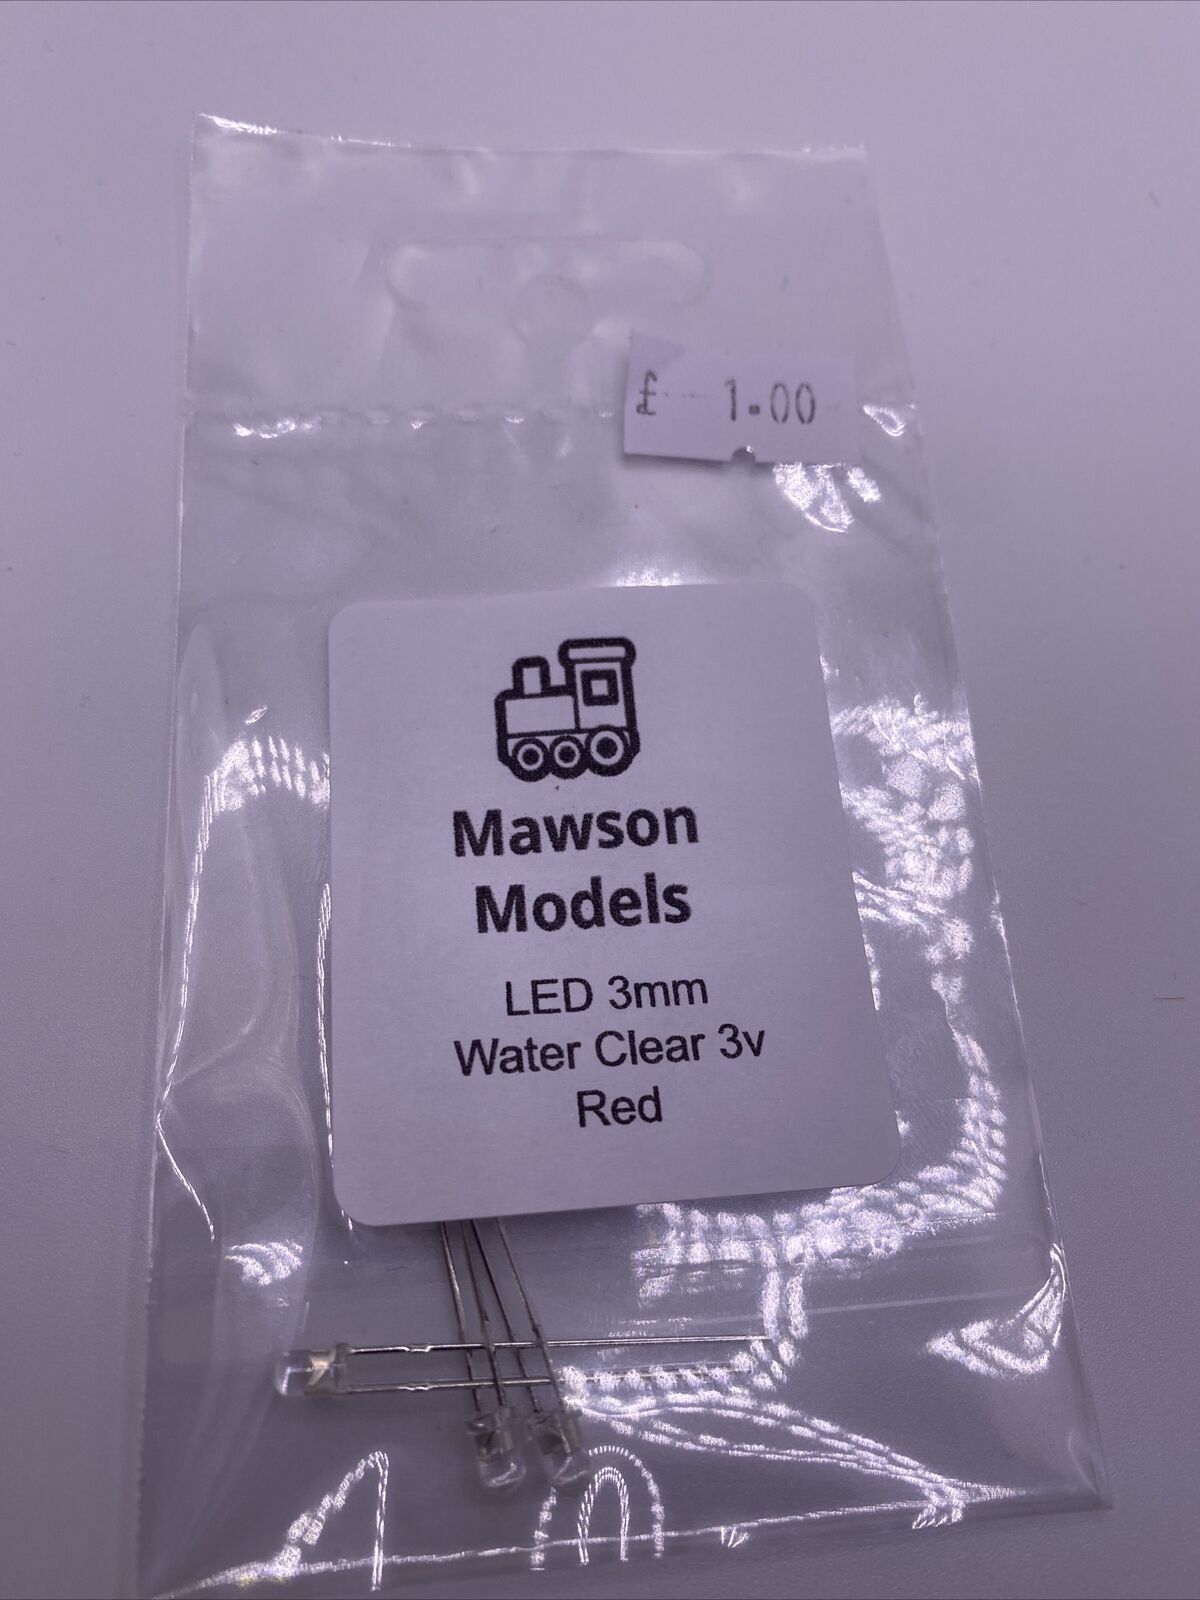 £ 1.00
Mawson
Models
LED 3mm
Water Clear 3v
Red